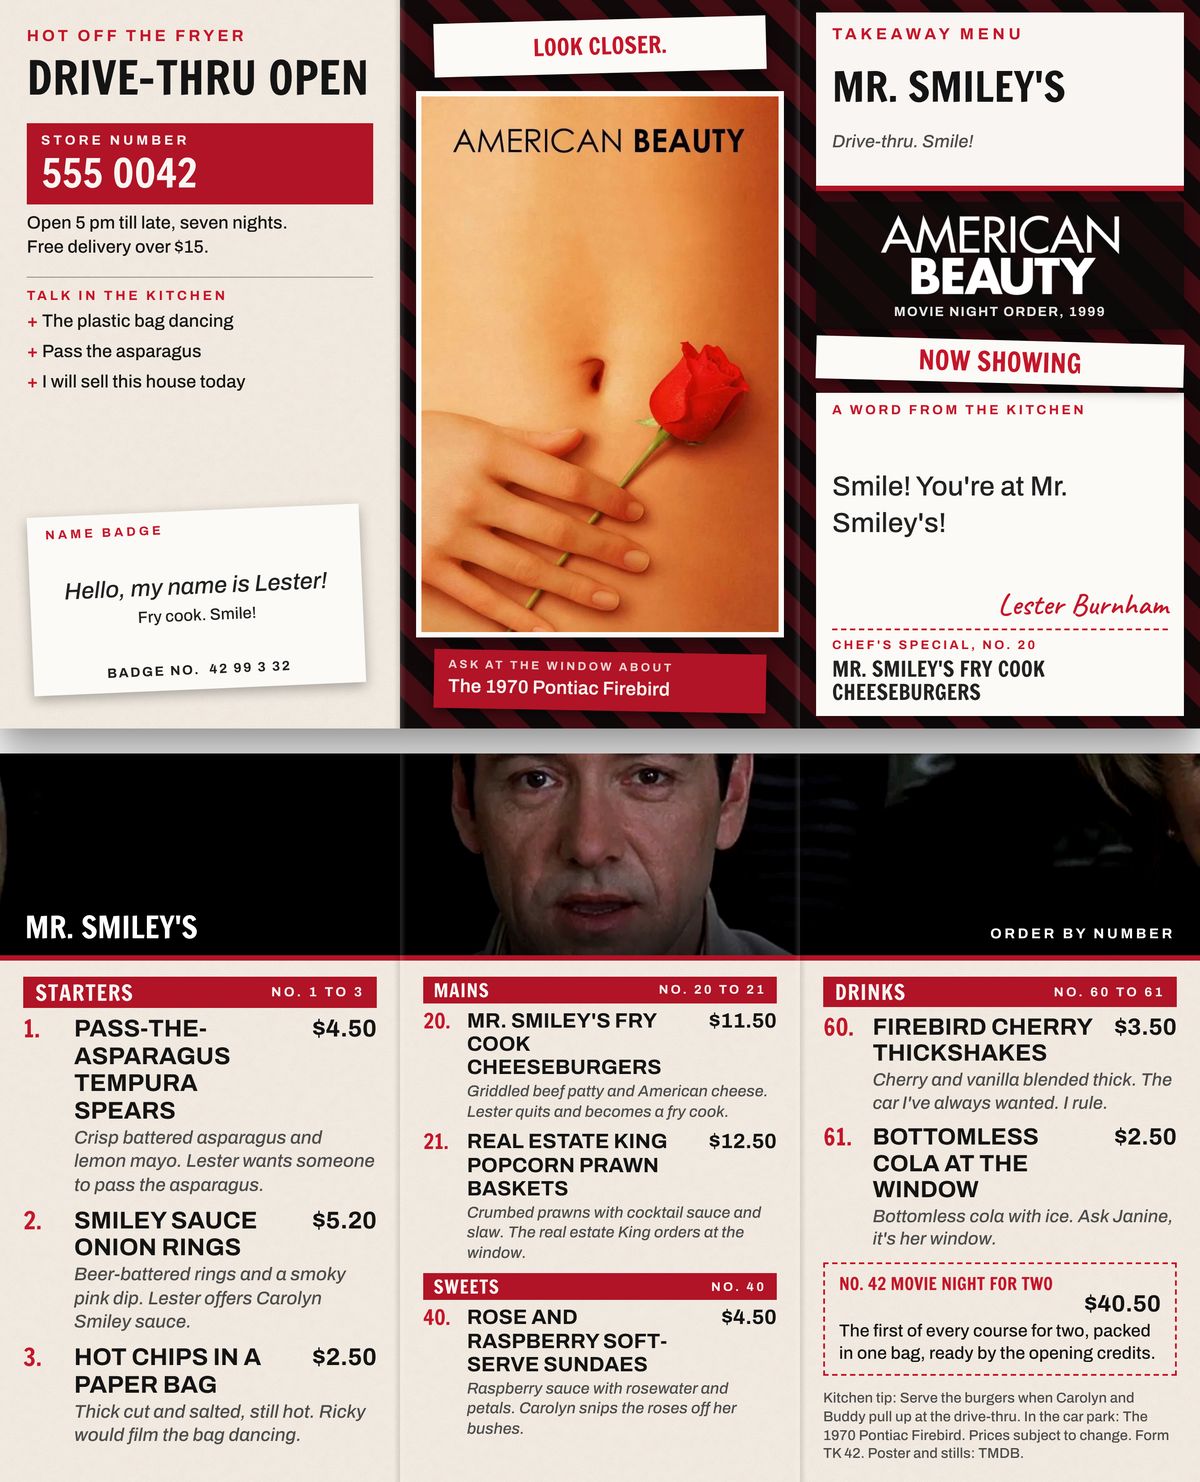 HOT OFF THE FRYER
DRIVE-THRU OPEN
STORE NUMBER
555 0042
Open 5 pm till late, seven nights.
Free delivery over $15.
TALK IN THE KITCHEN
+ The plastic bag dancing
+ Pass the asparagus
+ I will sell this house today
NAME BADGE
Hello, my name is Lester!
Fry cook. Smile!
BADGE NO. 42 99 3 32
LOOK CLOSER.
AMERICAN BEAUTY
ASK AT THE WINDOW ABOUT
The 1970 Pontiac Firebird
TAKEAWAY MENU
MR. SMILEY'S
Drive-thru. Smile!
AMERICAN
BEAUTY
MOVIE NIGHT ORDER, 1999
NOW SHOWING
A WORD FROM THE KITCHEN
Smile! You're at Mr.
Smiley's!
Lester Burnham
CHEF'S SPECIAL, NO. 20
MR. SMILEY'S FRY COOK
CHEESEBURGERS
MR. SMILEY'S
ORDER BY NUMBER
STARTERS NO. 1 TO 3
1. PASS-THE- $4.50
ASPARAGUS
TEMPURA
SPEARS
Crisp battered asparagus and
lemon mayo. Lester wants someone
to pass the asparagus.
2. SMILEY SAUCE $5.20
ONION RINGS
Beer-battered rings and a smoky
pink dip. Lester offers Carolyn
Smiley sauce.
3. HOT CHIPS IN A $2.50
PAPER BAG
Thick cut and salted, still hot. Ricky
would film the bag dancing.
MAINS NO. 20 TO 21
20. MR. SMILEY'S FRY $11.50
COOK
CHEESEBURGERS
Griddled beef patty and American cheese.
Lester quits and becomes a fry cook.
21. REAL ESTATE KING $12.50
POPCORN PRAWN
BASKETS
Crumbed prawns with cocktail sauce and
slaw. The real estate King orders at the
window.
SWEETS NO. 40
40. ROSE AND $4.50
RASPBERRY SOFT-
SERVE SUNDAES
Raspberry sauce with rosewater and
petals. Carolyn snips the roses off her
bushes.
DRINKS NO. 60 TO 61
60. FIREBIRD CHERRY $3.50
THICKSHAKES
Cherry and vanilla blended thick. The
car I've always wanted. I rule.
61. BOTTOMLESS $2.50
COLA AT THE
WINDOW
Bottomless cola with ice. Ask Janine,
it's her window.
NO. 42 MOVIE NIGHT FOR TWO
$40.50
The first of every course for two, packed
in one bag, ready by the opening credits.
Kitchen tip: Serve the burgers when Carolyn and
Buddy pull up at the drive-thru. In the car park: The
1970 Pontiac Firebird. Prices subject to change. Form
TK 42. Poster and stills: TMDB.